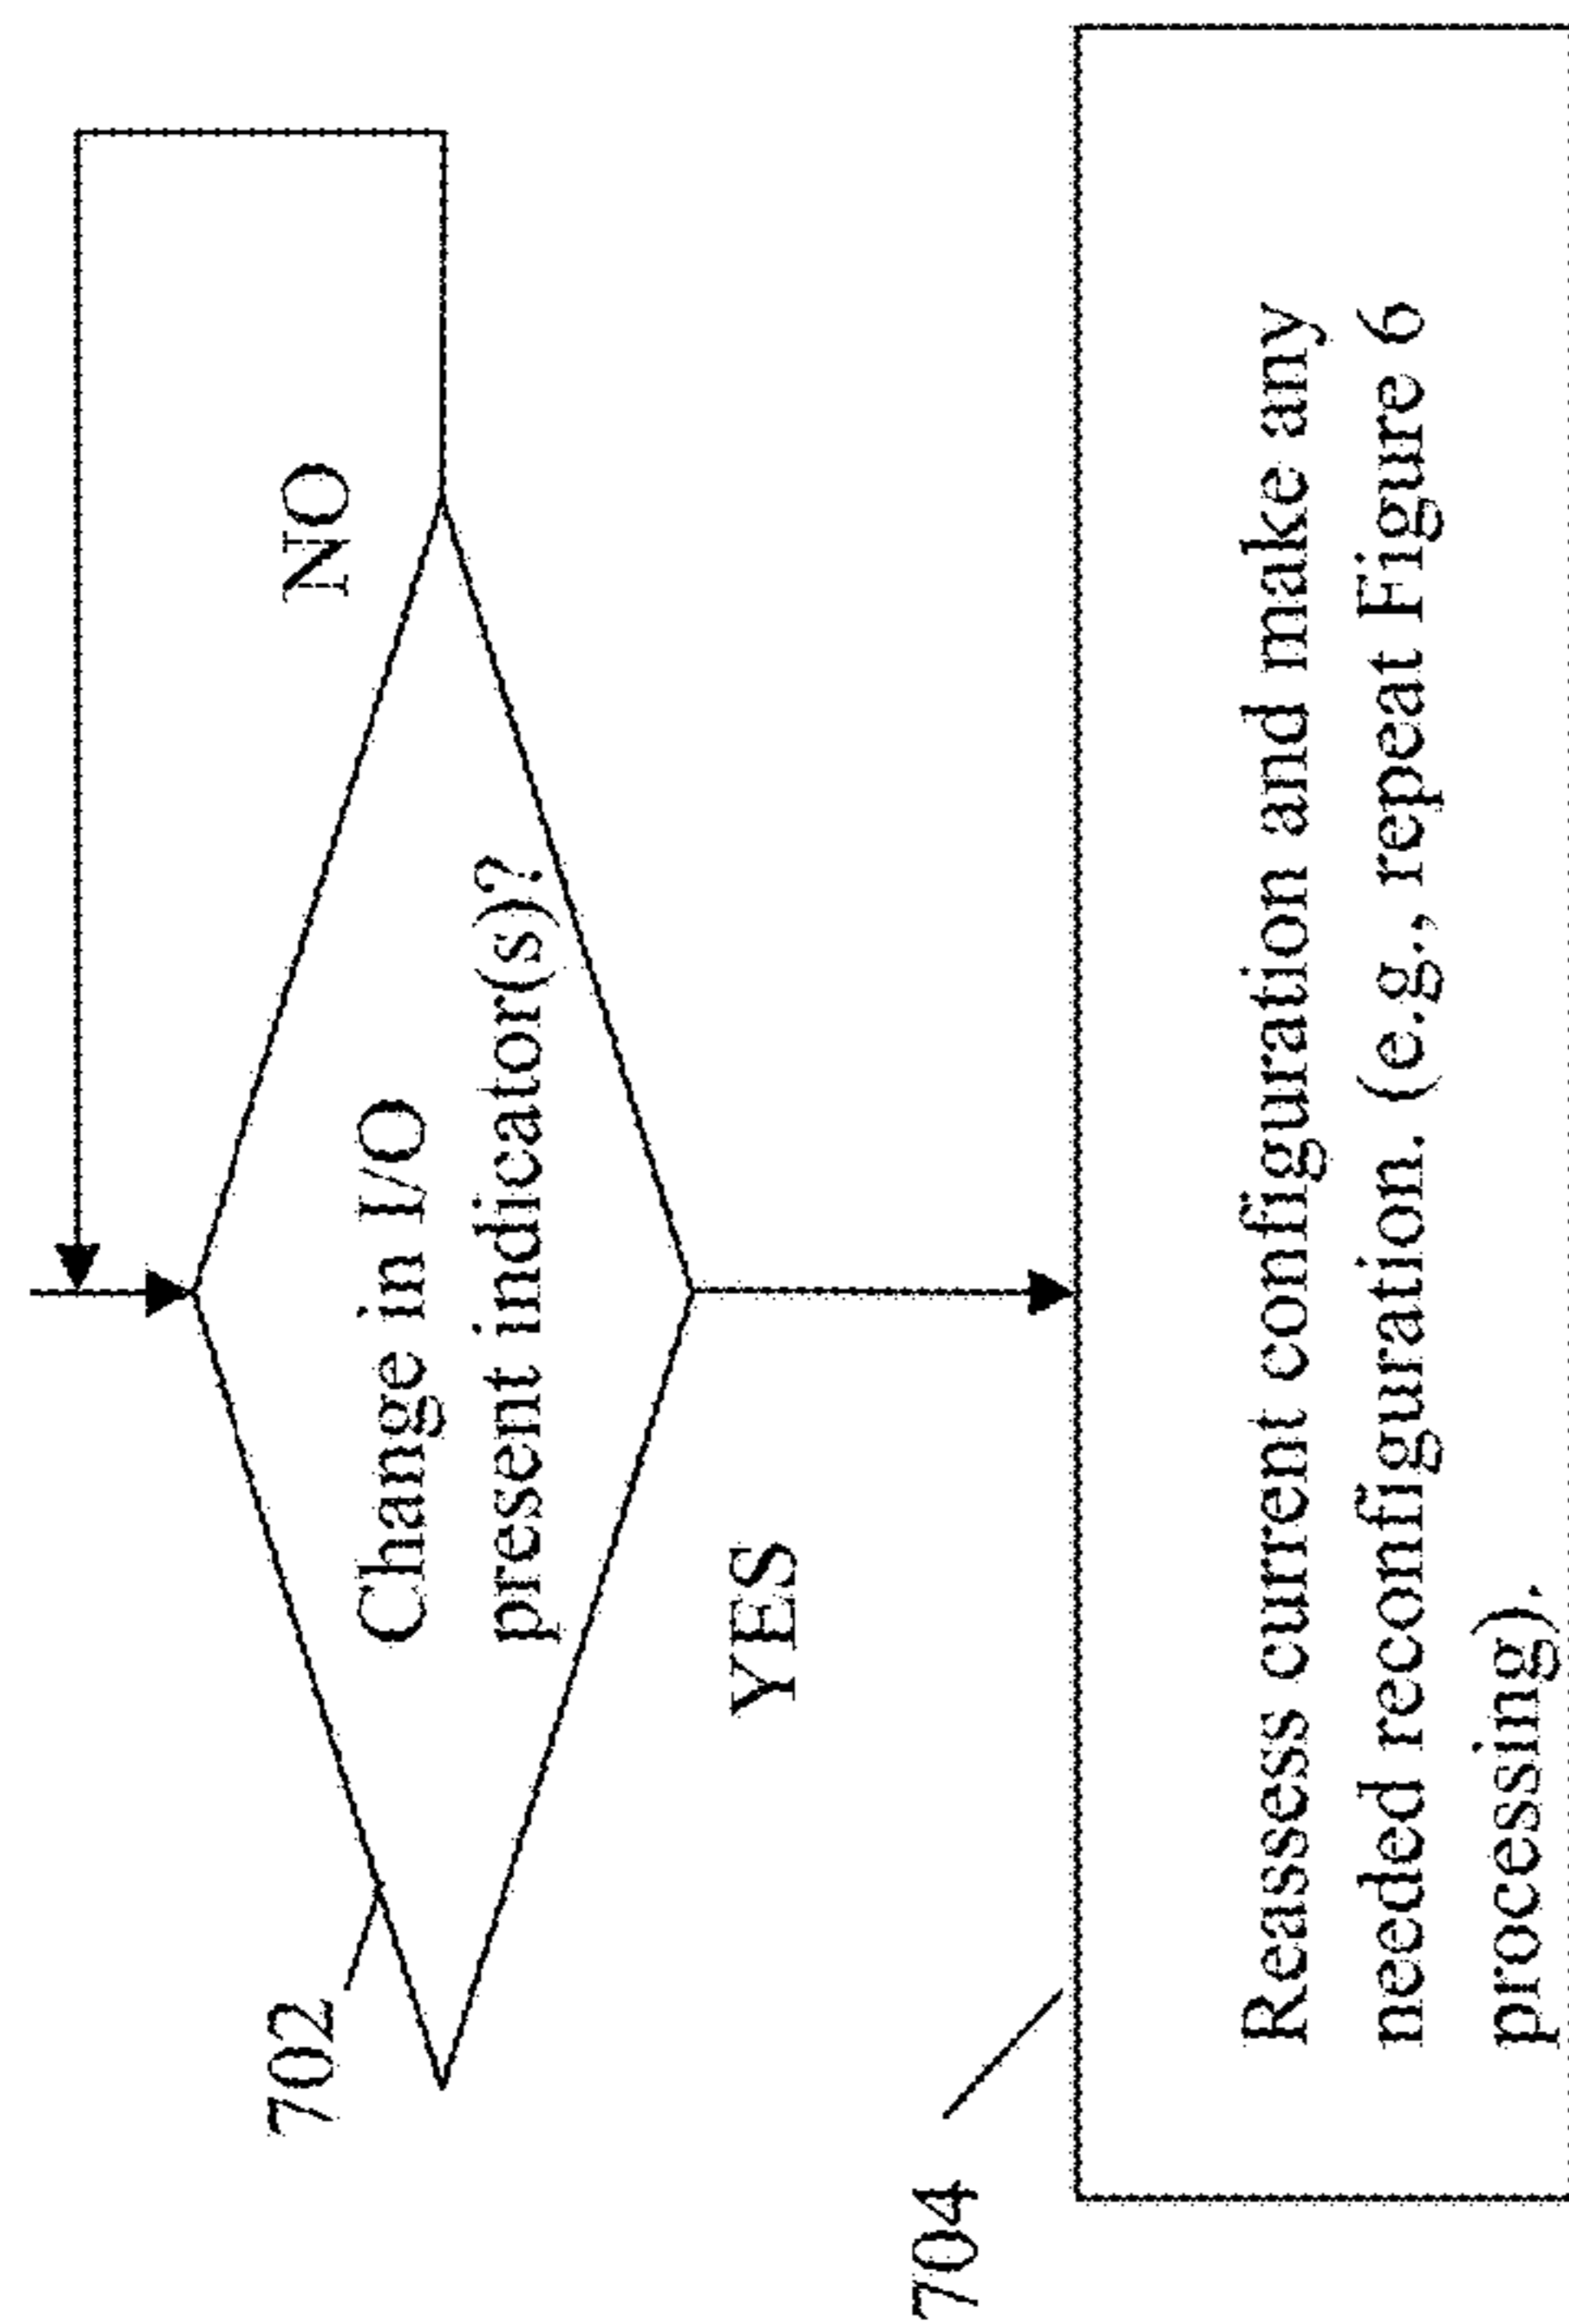 702
Change in I/O
present indicator(s)?
NO
YES
704
Reassess current configuration and make any
needed reconfiguration. (e.g., repeat Figure 6
processing).